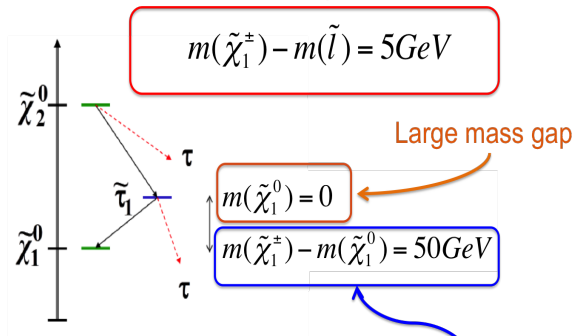 m(χ̃₁±) − m(l̃) = 5GeV
χ̃₂⁰
Large mass gap
τ
τ̃₁
m(χ̃₁⁰) = 0
χ̃₁⁰
m(χ̃₁±) − m(χ̃₁⁰) = 50GeV
τ